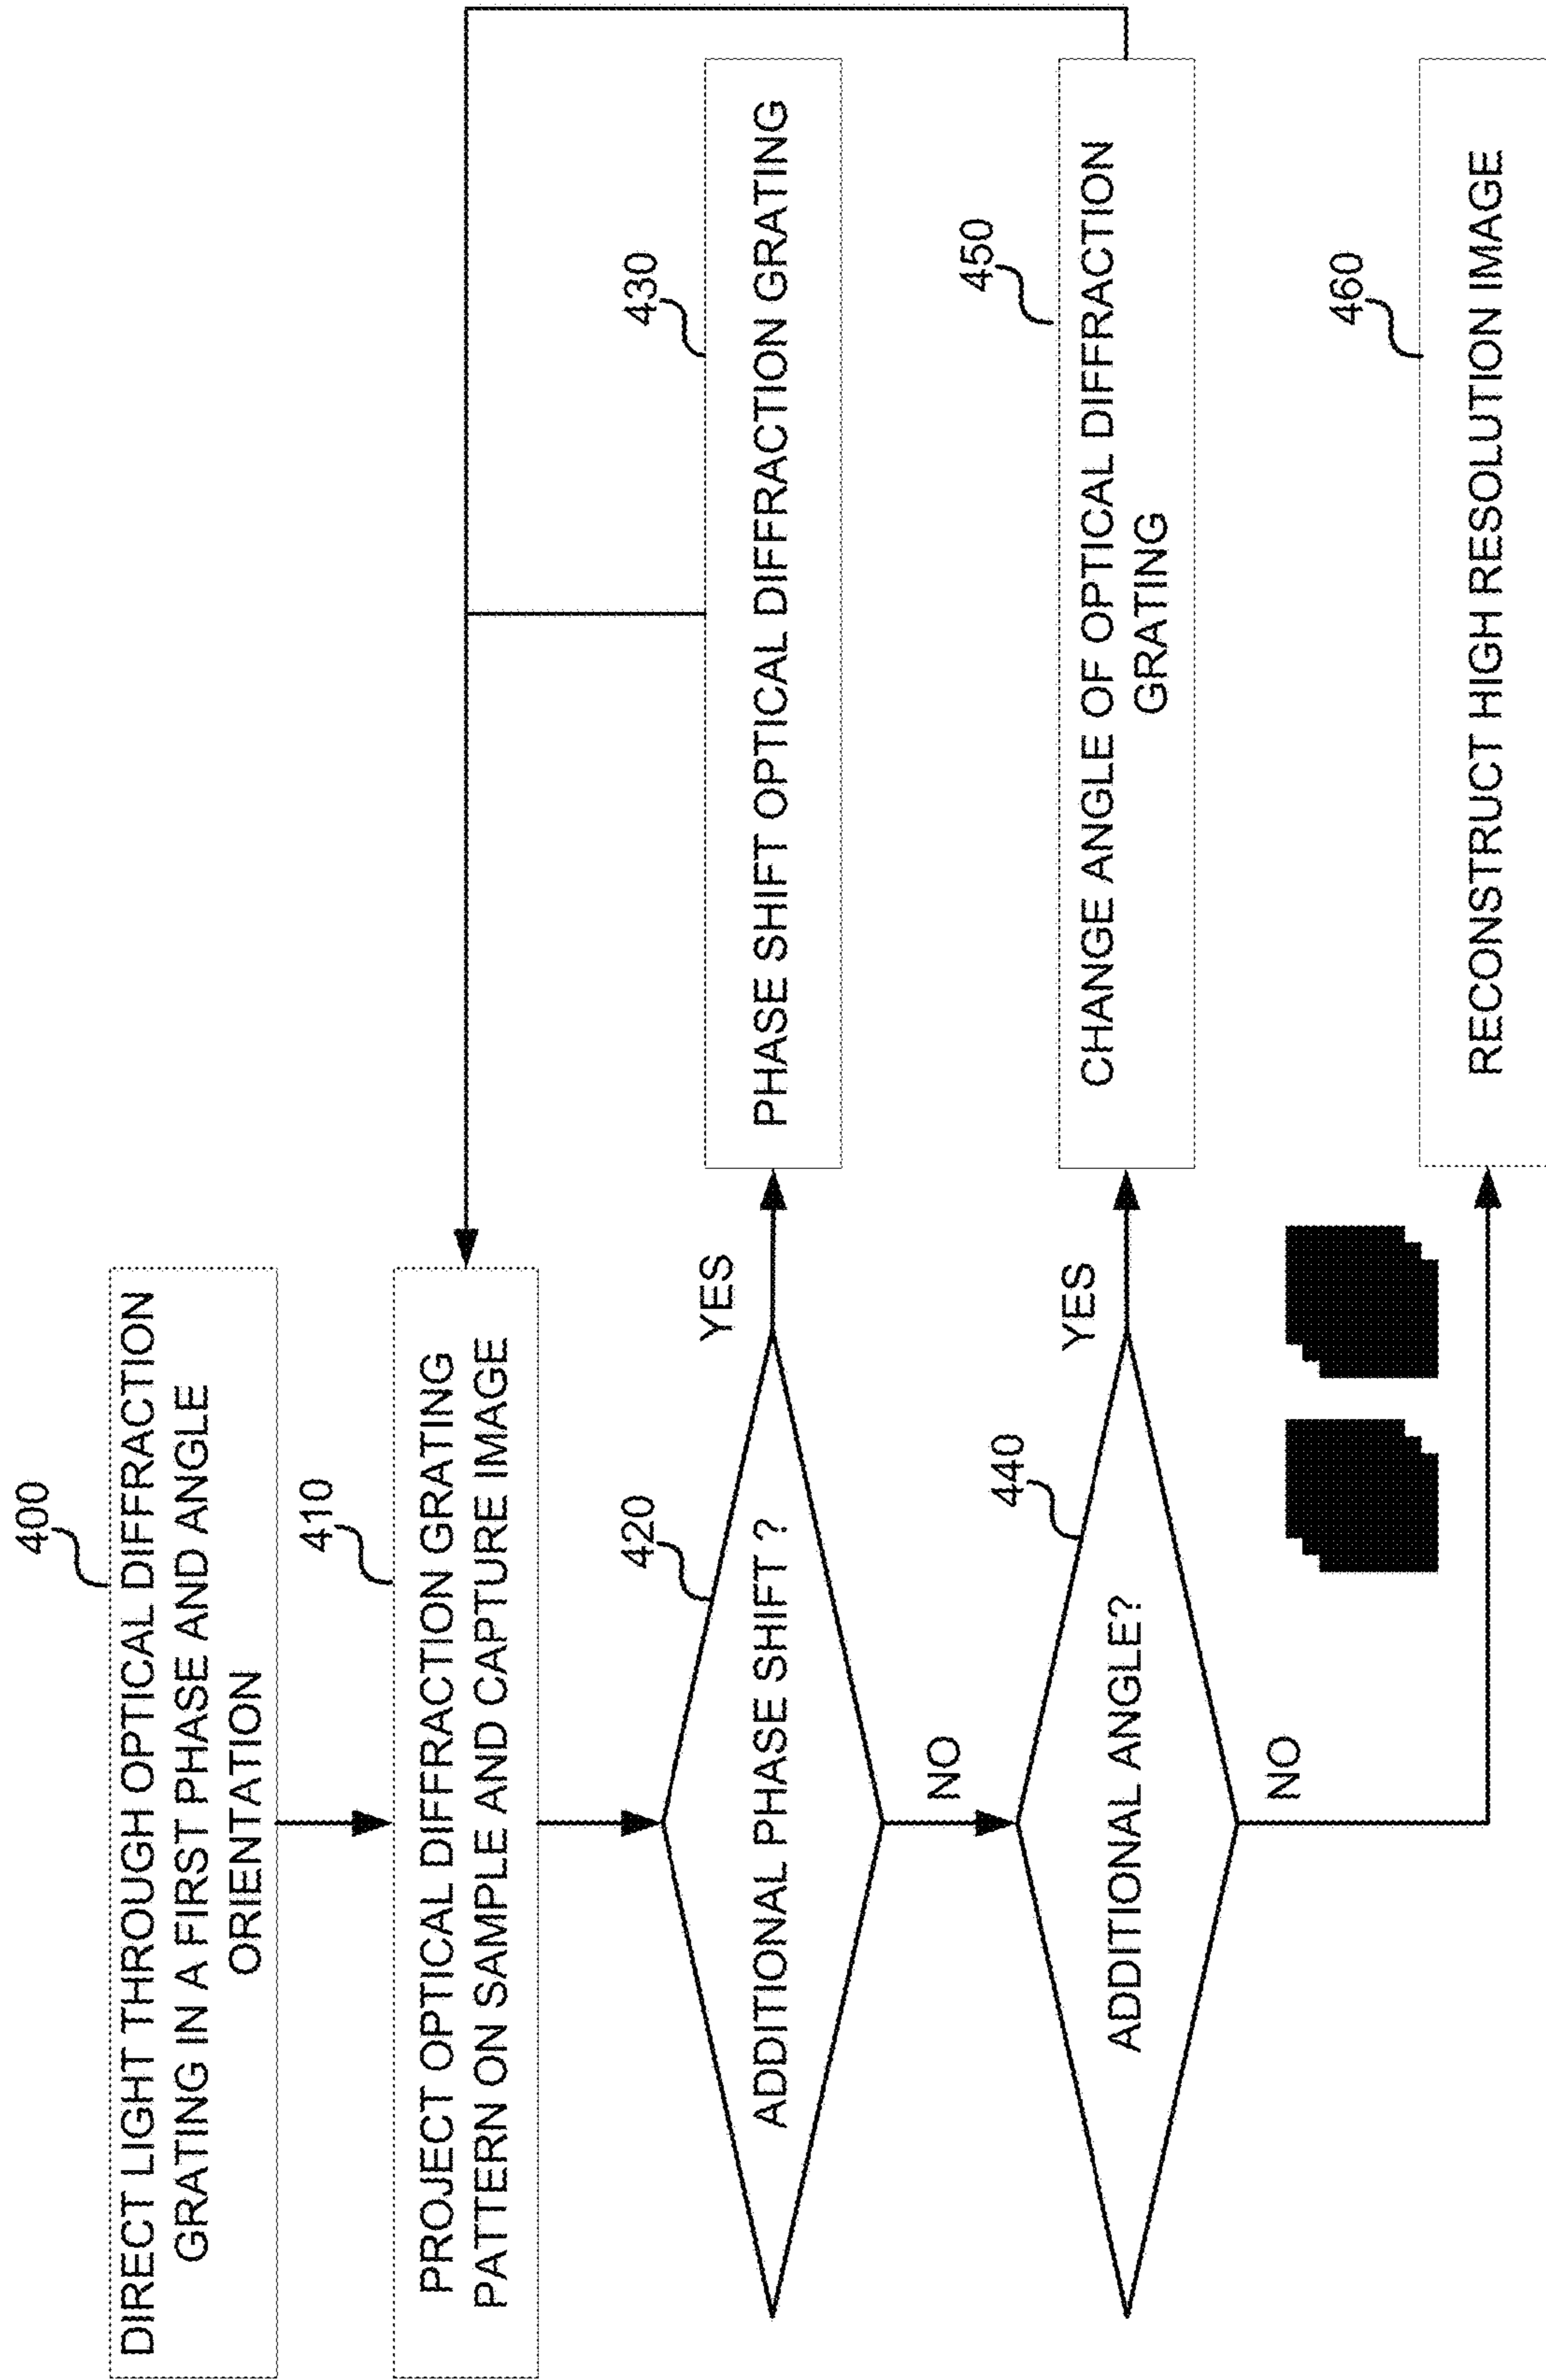 400
DIRECT LIGHT THROUGH OPTICAL DIFFRACTION
GRATING IN A FIRST PHASE AND ANGLE
ORIENTATION
410
PROJECT OPTICAL DIFFRACTION GRATING
PATTERN ON SAMPLE AND CAPTURE IMAGE
420
ADDITIONAL PHASE SHIFT ?
YES
430
PHASE SHIFT OPTICAL DIFFRACTION GRATING
NO
440
ADDITIONAL ANGLE?
YES
450
CHANGE ANGLE OF OPTICAL DIFFRACTION
GRATING
NO
460
RECONSTRUCT HIGH RESOLUTION IMAGE